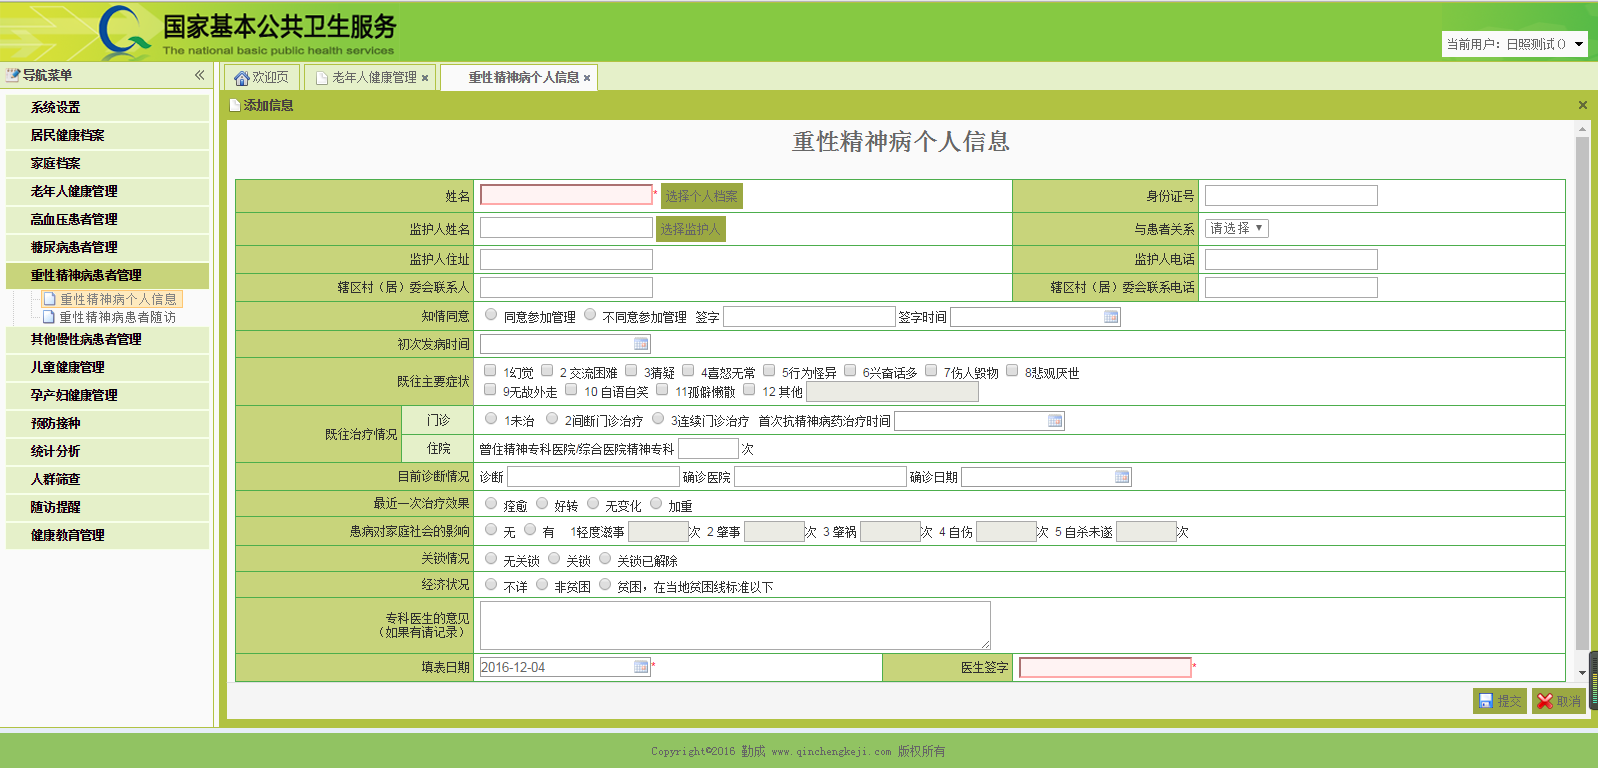 国家基本公共卫生服务
The national basic public health services
当前用户：日照测试 ()
导航菜单
欢迎页 老年人健康管理 重性精神病个人信息
添加信息
系统设置
居民健康档案
家庭档案
老年人健康管理
高血压患者管理
糖尿病患者管理
重性精神病患者管理
重性精神病个人信息
重性精神病患者随访
其他慢性病患者管理
儿童健康管理
孕产妇健康管理
预防接种
统计分析
人群筛查
随访提醒
健康教育管理
重性精神病个人信息
姓名 * 选择个人档案 身份证号
监护人姓名 选择监护人 与患者关系 请选择
监护人住址 监护人电话
辖区村（居）委会联系人 辖区村（居）委会联系电话
知情同意 同意参加管理 不同意参加管理 签字 签字时间
初次发病时间
既往主要症状 1幻觉 2 交流困难 3猜疑 4喜怒无常 5行为怪异 6兴奋话多 7伤人毁物 8悲观厌世
9无故外走 10 自语自笑 11孤僻懒散 12 其他
既往治疗情况 门诊 1未治 2间断门诊治疗 3连续门诊治疗 首次抗精神病药治疗时间
住院 曾住精神专科医院/综合医院精神专科 次
目前诊断情况 诊断 确诊医院 确诊日期
最近一次治疗效果 痊愈 好转 无变化 加重
患病对家庭社会的影响 无 有 1轻度滋事 次 2 肇事 次 3 肇祸 次 4 自伤 次 5 自杀未遂 次
关锁情况 无关锁 关锁 关锁已解除
经济状况 不详 非贫困 贫困，在当地贫困线标准以下
专科医生的意见
（如果有请记录）
填表日期 2016-12-04 * 医生签字 *
提交 取消
Copyright©2016 勤成 www.qinchengkeji.com 版权所有